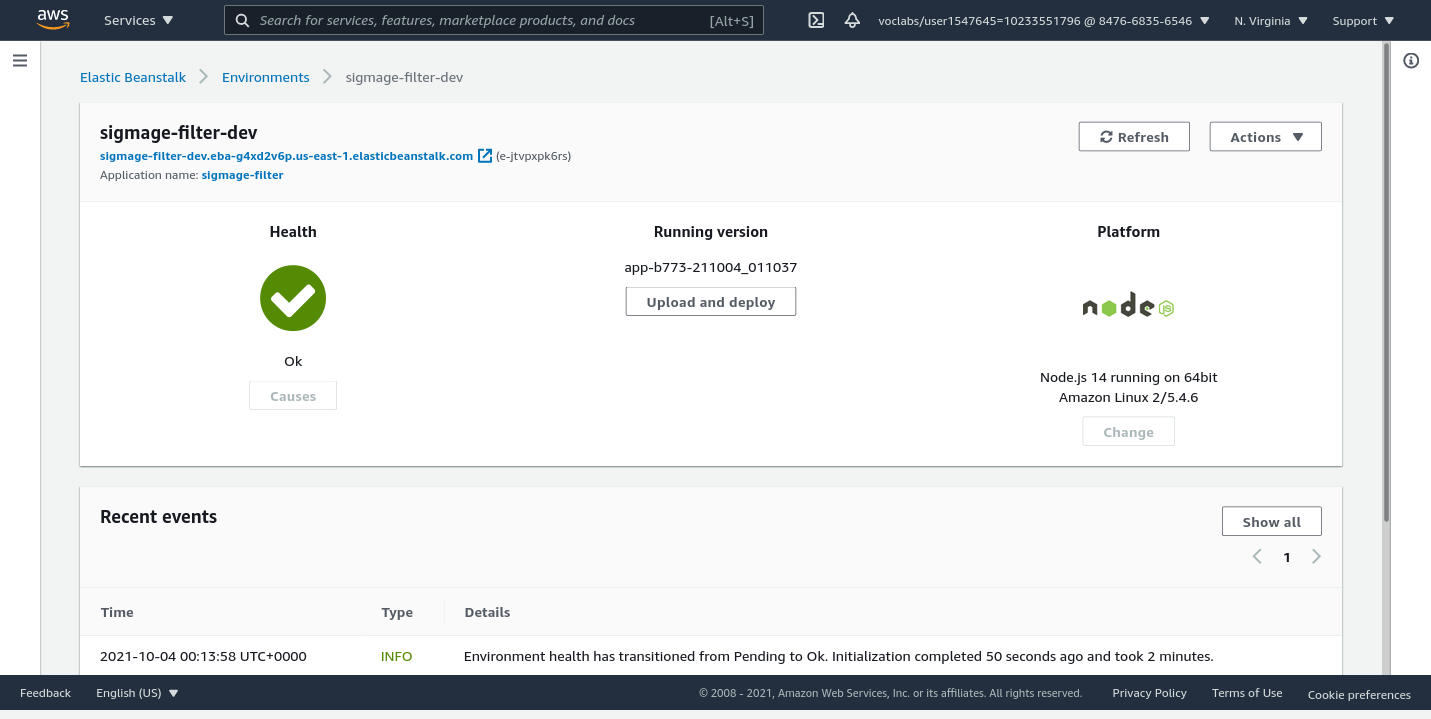 aws Services Search for services, features, marketplace products, and docs [Alt+S] voclabs/user1547645=10233551796 @ 8476-6835-6546 N. Virginia Support
Elastic Beanstalk Environments sigmage-filter-dev
sigmage-filter-dev
Refresh Actions
sigmage-filter-dev.eba-g4xd2v6p.us-east-1.elasticbeanstalk.com (e-jtvpxpk6rs)
Application name: sigmage-filter
Health
Ok
Causes
Running version
app-b773-211004_011037
Upload and deploy
Platform
node JS
Node.js 14 running on 64bit
Amazon Linux 2/5.4.6
Change
Recent events
Show all
1
Time Type Details
2021-10-04 00:13:58 UTC+0000 INFO Environment health has transitioned from Pending to Ok. Initialization completed 50 seconds ago and took 2 minutes.
Feedback English (US) © 2008 - 2021, Amazon Web Services, Inc. or its affiliates. All rights reserved. Privacy Policy Terms of Use Cookie preferences